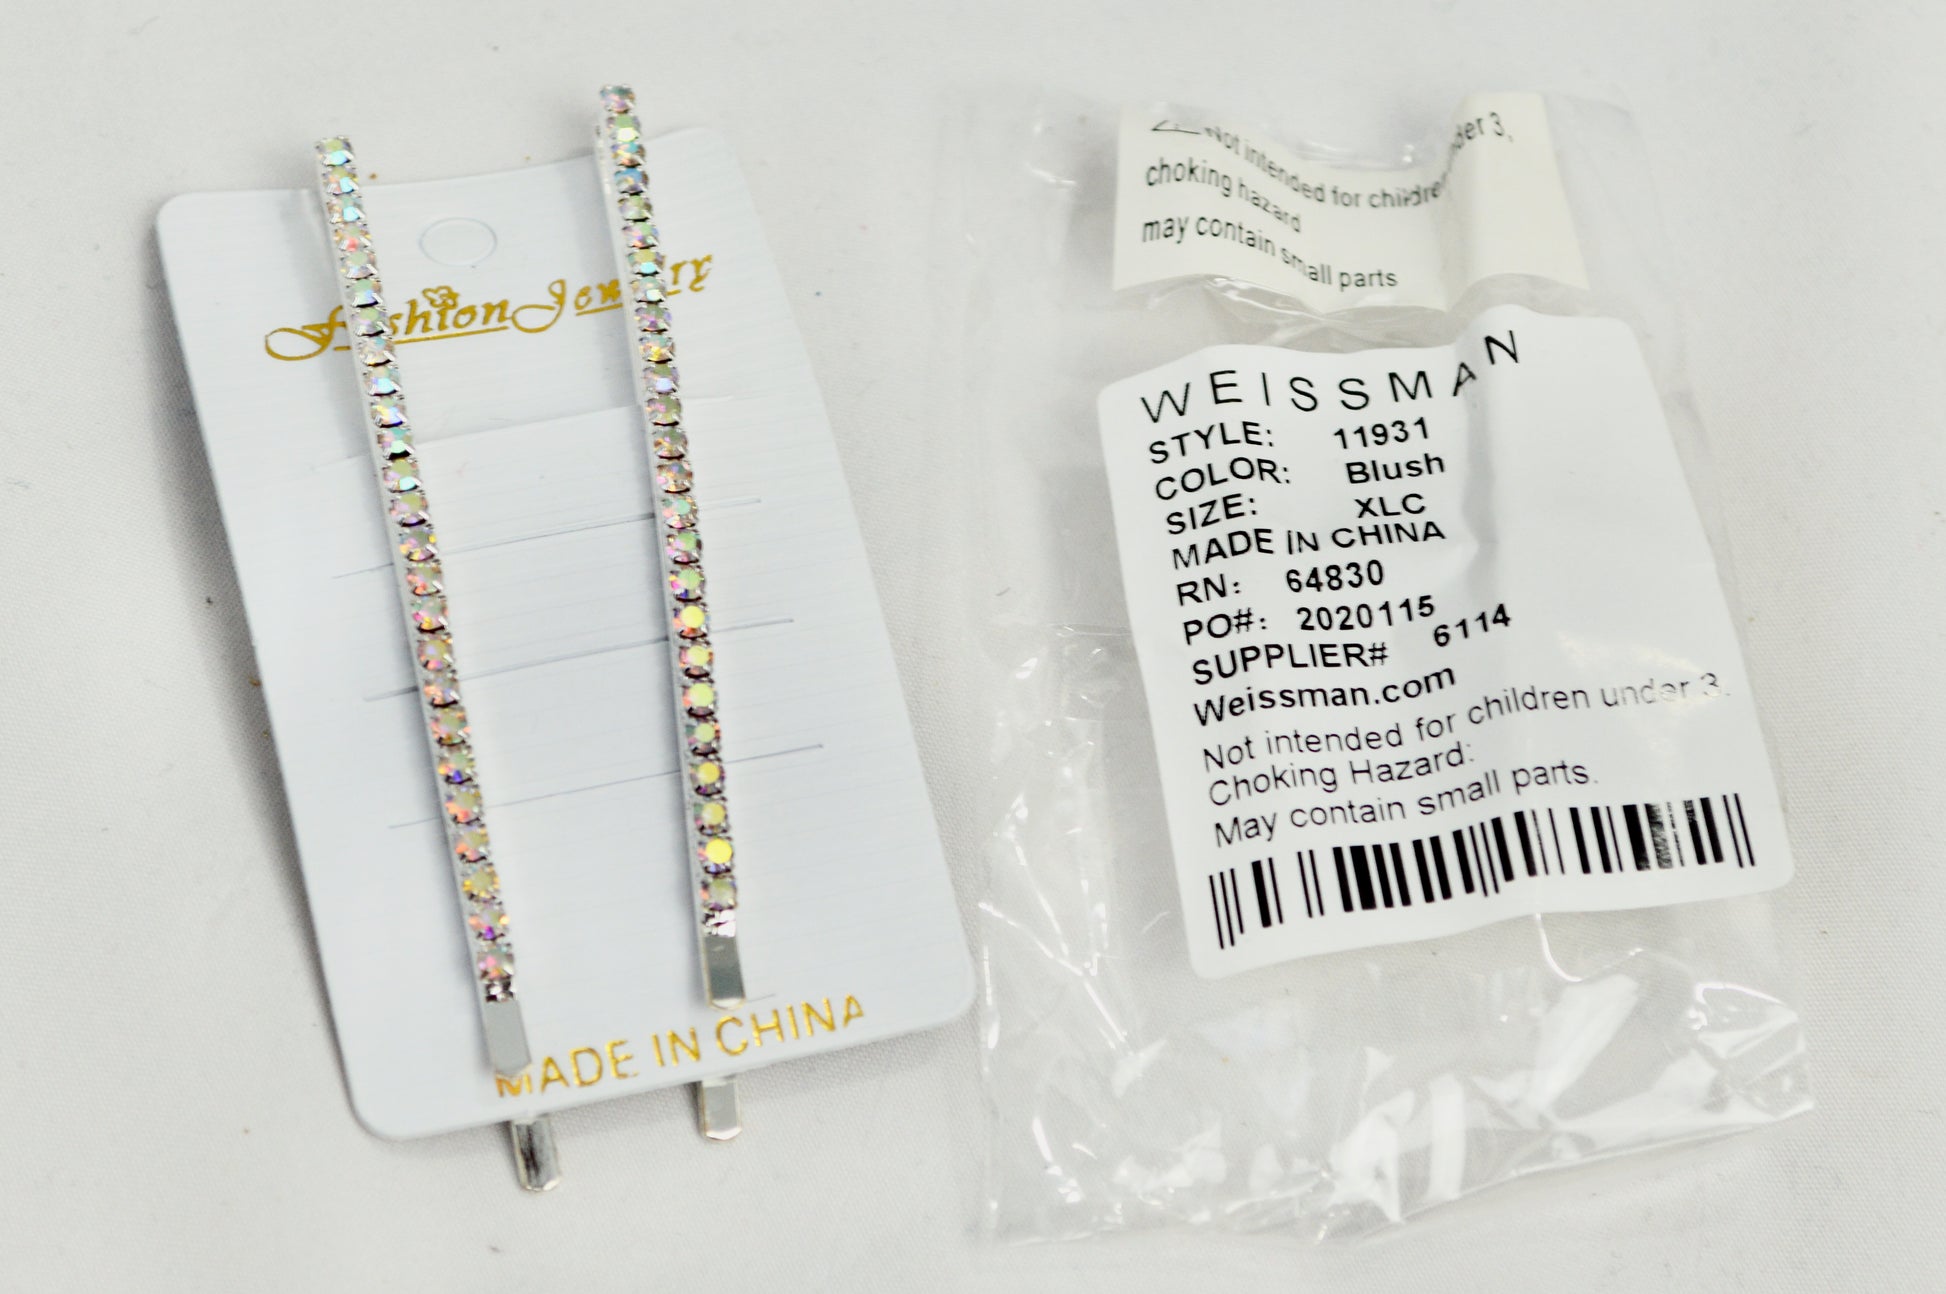 Fashion Jewelry
MADE IN CHINA
Not intended for children under 3,
choking hazard
may contain small parts
WEISSMAN
STYLE: 11931
COLOR: Blush
SIZE: XLC
MADE IN CHINA
RN: 64830
PO#: 2020115
SUPPLIER# 6114
Weissman.com
Not intended for children under 3.
Choking Hazard:
May contain small parts.